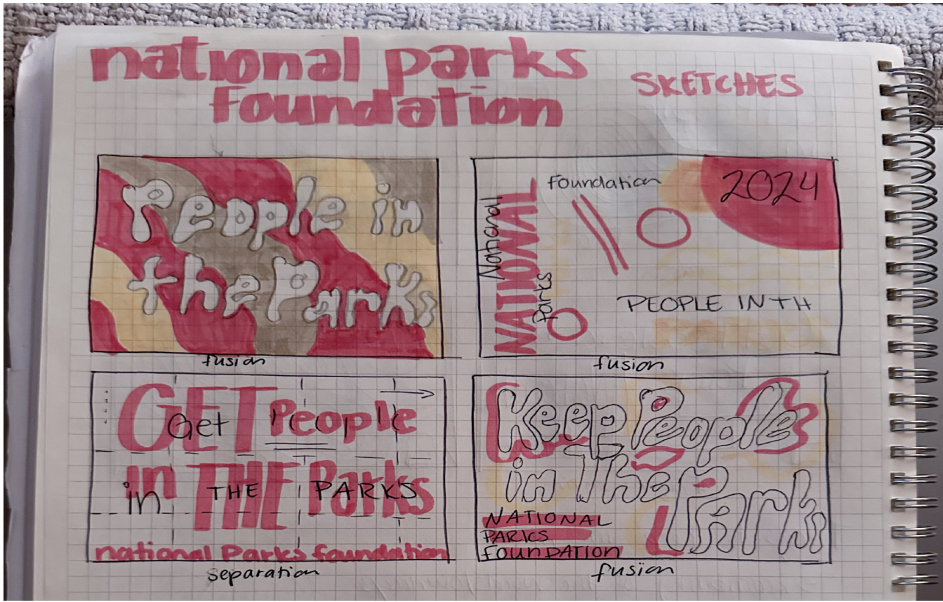 national parks
foundation
SKETCHES
People in
the Parks
fusion
Foundation
2024
National
NATIONAL
Parks
PEOPLE IN TH
fusion
GET People
Get
in THE Parks
in THE PARKS
national Parks foundation
separation
Keep People
in The
Parks
NATIONAL
PARCS
FOUNDATION
fusion